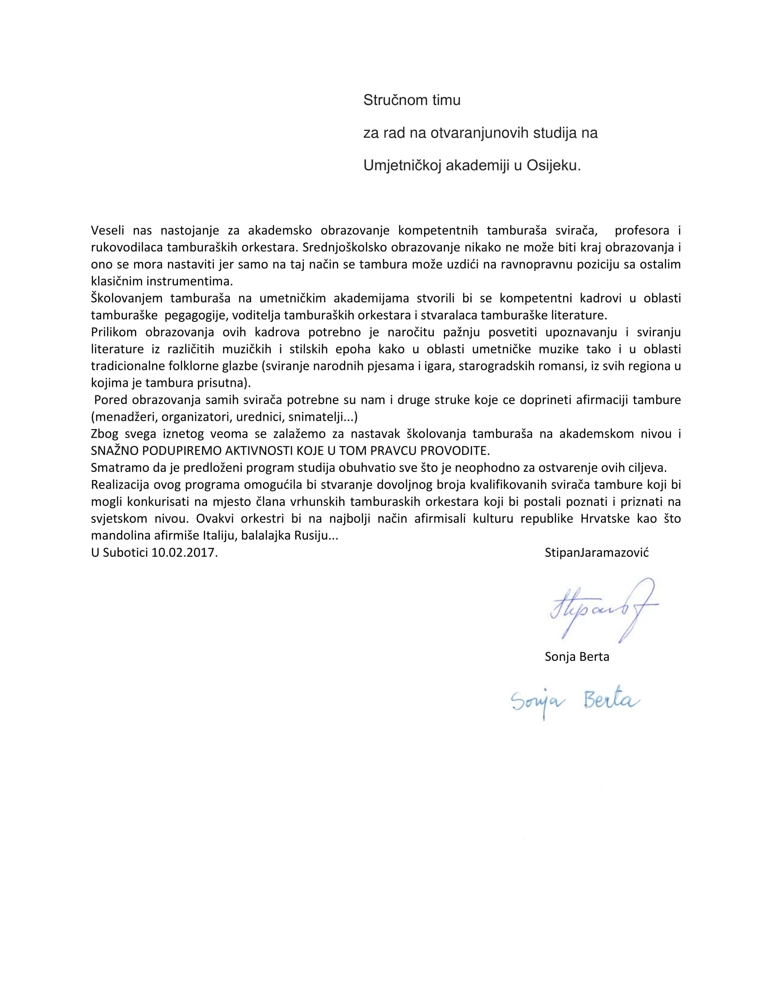 Stručnom timu
za rad na otvaranjunovih studija na
Umjetničkoj akademiji u Osijeku.
Veseli nas nastojanje za akademsko obrazovanje kompetentnih tamburaša svirača, profesora i
rukovodilaca tamburaških orkestara. Srednjoškolsko obrazovanje nikako ne može biti kraj obrazovanja i
ono se mora nastaviti jer samo na taj način se tambura može uzdići na ravnopravnu poziciju sa ostalim
klasičnim instrumentima.
Školovanjem tamburaša na umetničkim akademijama stvorili bi se kompetentni kadrovi u oblasti
tamburaške pegagogije, voditelja tamburaških orkestara i stvaralaca tamburaške literature.
Prilikom obrazovanja ovih kadrova potrebno je naročitu pažnju posvetiti upoznavanju i sviranju
literature iz različitih muzičkih i stilskih epoha kako u oblasti umetničke muzike tako i u oblasti
tradicionalne folklorne glazbe (sviranje narodnih pjesama i igara, starogradskih romansi, iz svih regiona u
kojima je tambura prisutna).
Pored obrazovanja samih svirača potrebne su nam i druge struke koje ce doprineti afirmaciji tambure
(menadžeri, organizatori, urednici, snimatelji...)
Zbog svega iznetog veoma se zalažemo za nastavak školovanja tamburaša na akademskom nivou i
SNAŽNO PODUPIREMO AKTIVNOSTI KOJE U TOM PRAVCU PROVODITE.
Smatramo da je predloženi program studija obuhvatio sve što je neophodno za ostvarenje ovih ciljeva.
Realizacija ovog programa omogućila bi stvaranje dovoljnog broja kvalifikovanih svirača tambure koji bi
mogli konkurisati na mjesto člana vrhunskih tamburaskih orkestara koji bi postali poznati i priznati na
svjetskom nivou. Ovakvi orkestri bi na najbolji način afirmisali kulturu republike Hrvatske kao što
mandolina afirmiše Italiju, balalajka Rusiju...
U Subotici 10.02.2017. StipanJaramazović
Sonja Berta
Sonja Berta